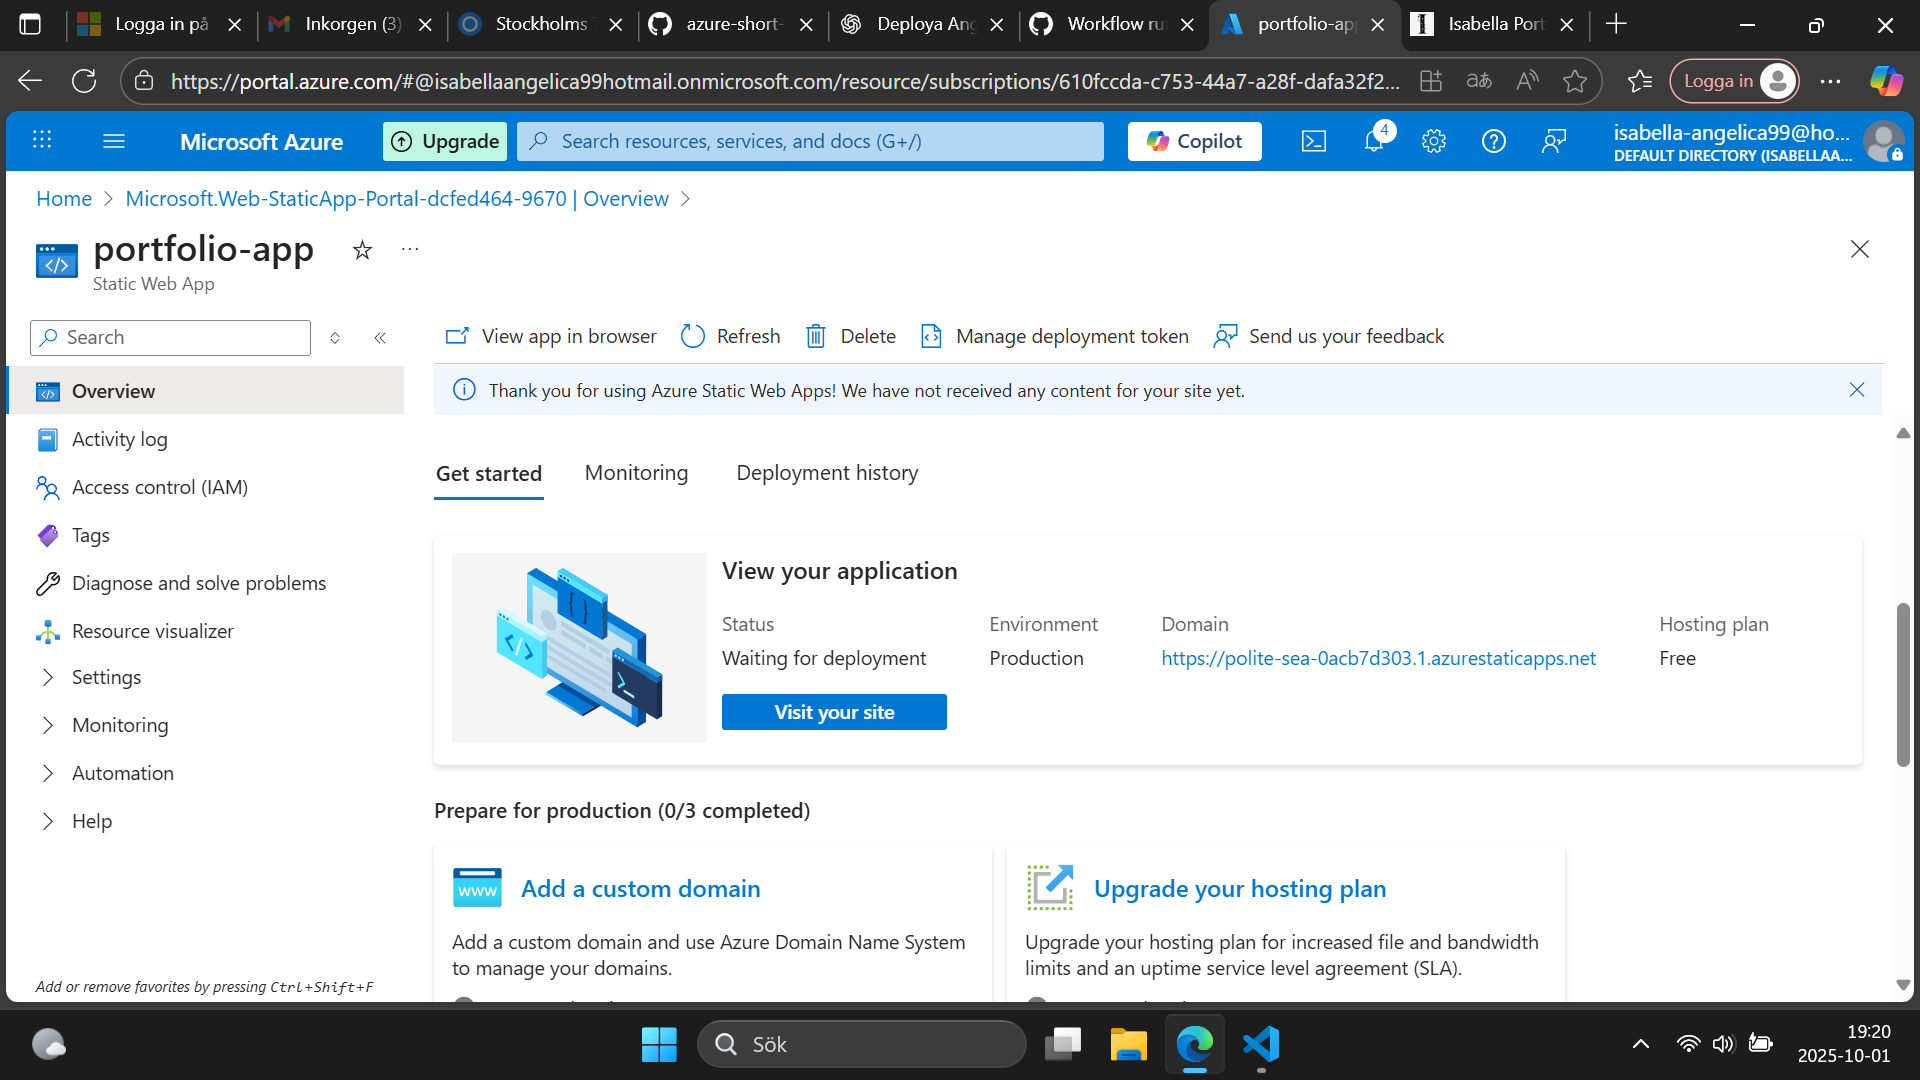 Logga in på
Inkorgen (3)
Stockholms
azure-short-
Deploya Ang
Workflow ru
portfolio-ap
Isabella Port
https://portal.azure.com/#@isabellaangelica99hotmail.onmicrosoft.com/resource/subscriptions/610fccda-c753-44a7-a28f-dafa32f2...
Logga in
Microsoft Azure
Upgrade
Search resources, services, and docs (G+/)
Copilot
4
isabella-angelica99@ho...
DEFAULT DIRECTORY (ISABELLAA...
Home > Microsoft.Web-StaticApp-Portal-dcfed464-9670 | Overview >
portfolio-app
Static Web App
Search
View app in browser
Refresh
Delete
Manage deployment token
Send us your feedback
Thank you for using Azure Static Web Apps! We have not received any content for your site yet.
Overview
Activity log
Access control (IAM)
Tags
Diagnose and solve problems
Resource visualizer
Settings
Monitoring
Automation
Help
Add or remove favorites by pressing Ctrl+Shift+F
Get started
Monitoring
Deployment history
View your application
Status
Waiting for deployment
Environment
Production
Domain
https://polite-sea-0acb7d303.1.azurestaticapps.net
Hosting plan
Free
Visit your site
Prepare for production (0/3 completed)
www
Add a custom domain
Add a custom domain and use Azure Domain Name System
to manage your domains.
Upgrade your hosting plan
Upgrade your hosting plan for increased file and bandwidth
limits and an uptime service level agreement (SLA).
Sök
19:20
2025-10-01